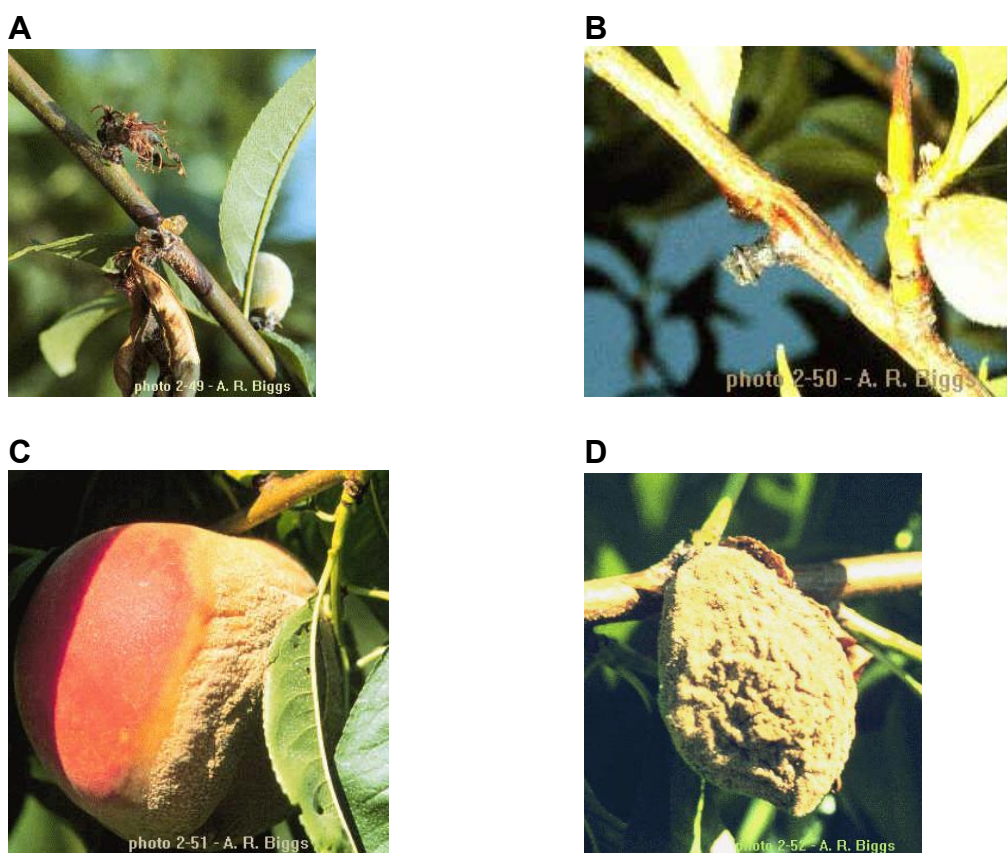 A
B
photo 2-49 - A. R. Biggs
photo 2-50 - A. R. Biggs
C
D
photo 2-51 - A. R. Biggs
photo 2-52 - A. R. Biggs